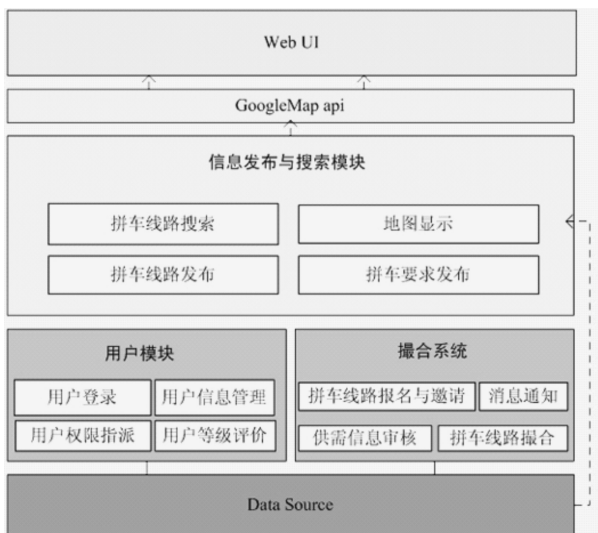 Web UI
GoogleMap api
信息发布与搜索模块
拼车线路搜索
地图显示
拼车线路发布
拼车要求发布
用户模块
用户登录
用户信息管理
用户权限指派
用户等级评价
撮合系统
拼车线路报名与邀请
消息通知
供需信息审核
拼车线路撮合
Data Source